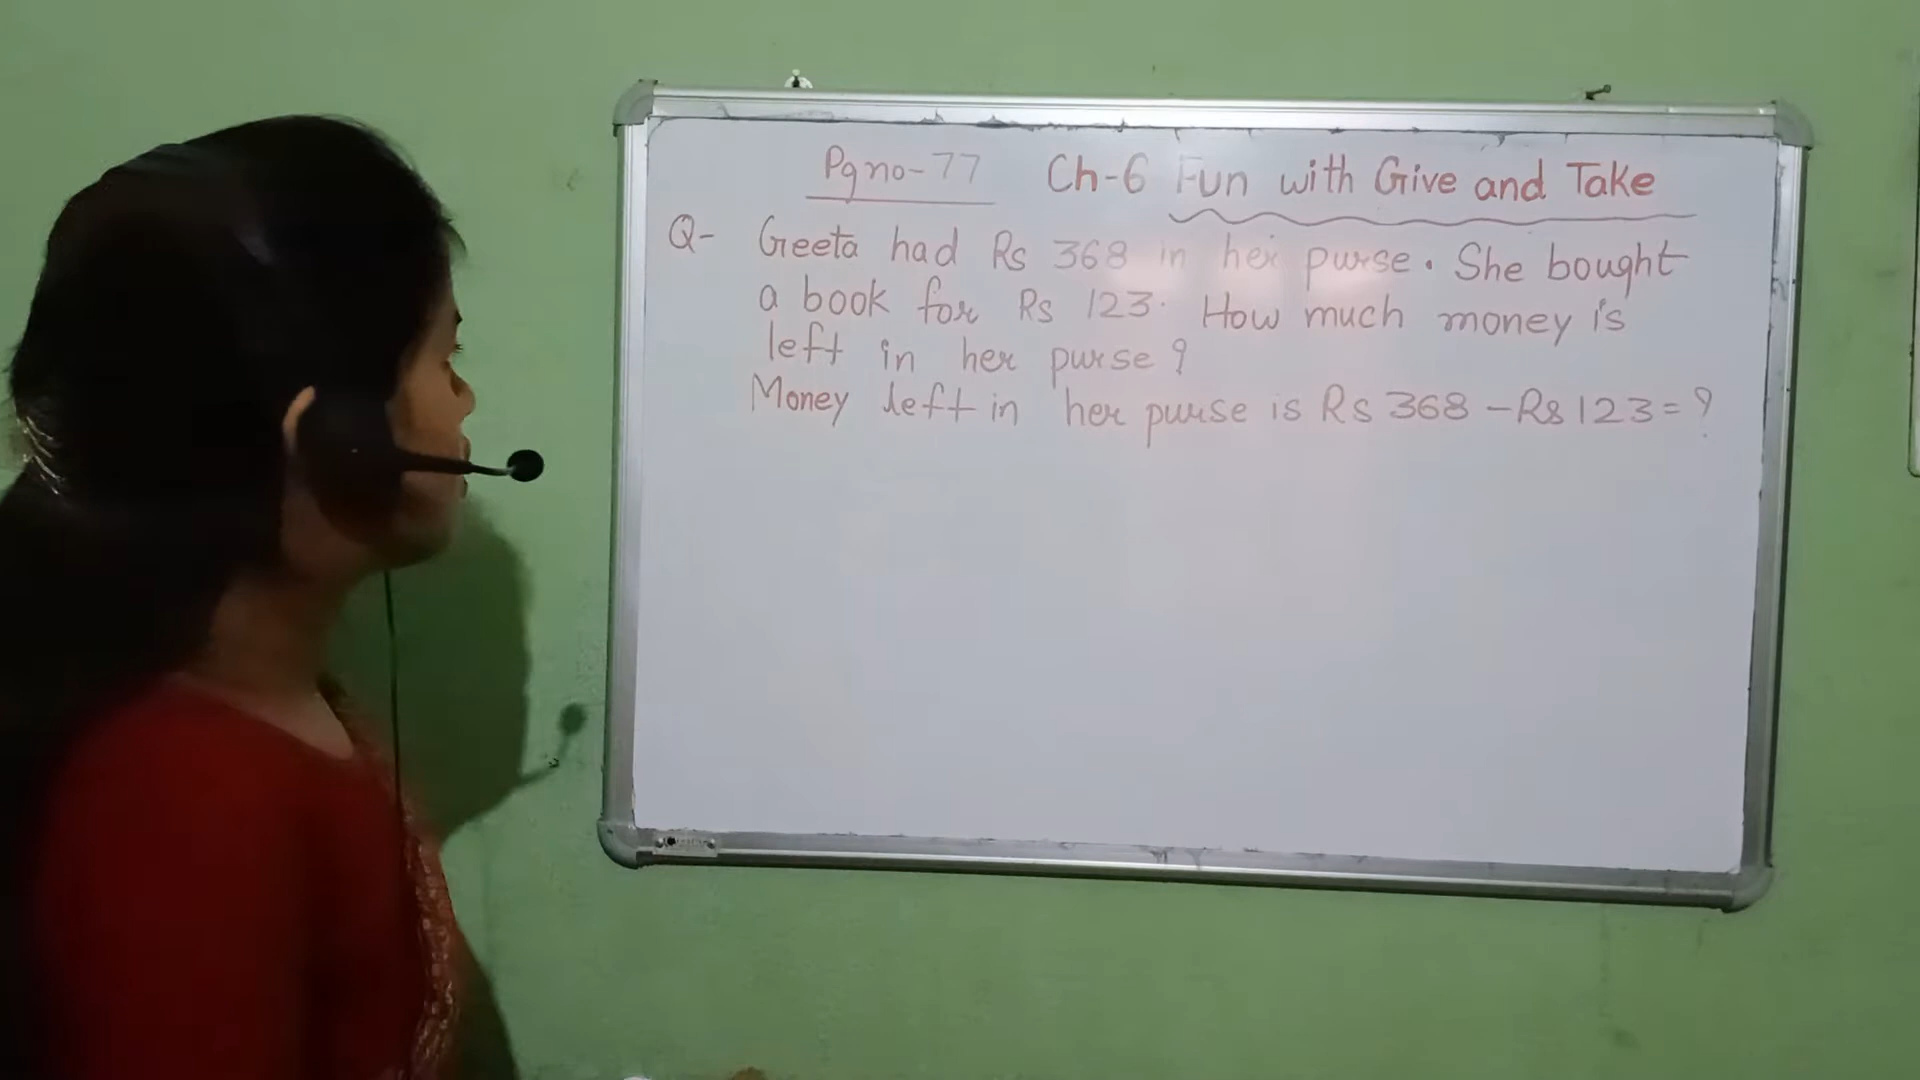 Pg no-77 Ch-6 Fun with Give and Take
Q- Geeta had Rs 368 in her purse. She bought
a book for Rs 123. How much money is
left in her purse?
Money left in her purse is Rs 368 - Rs 123 = ?